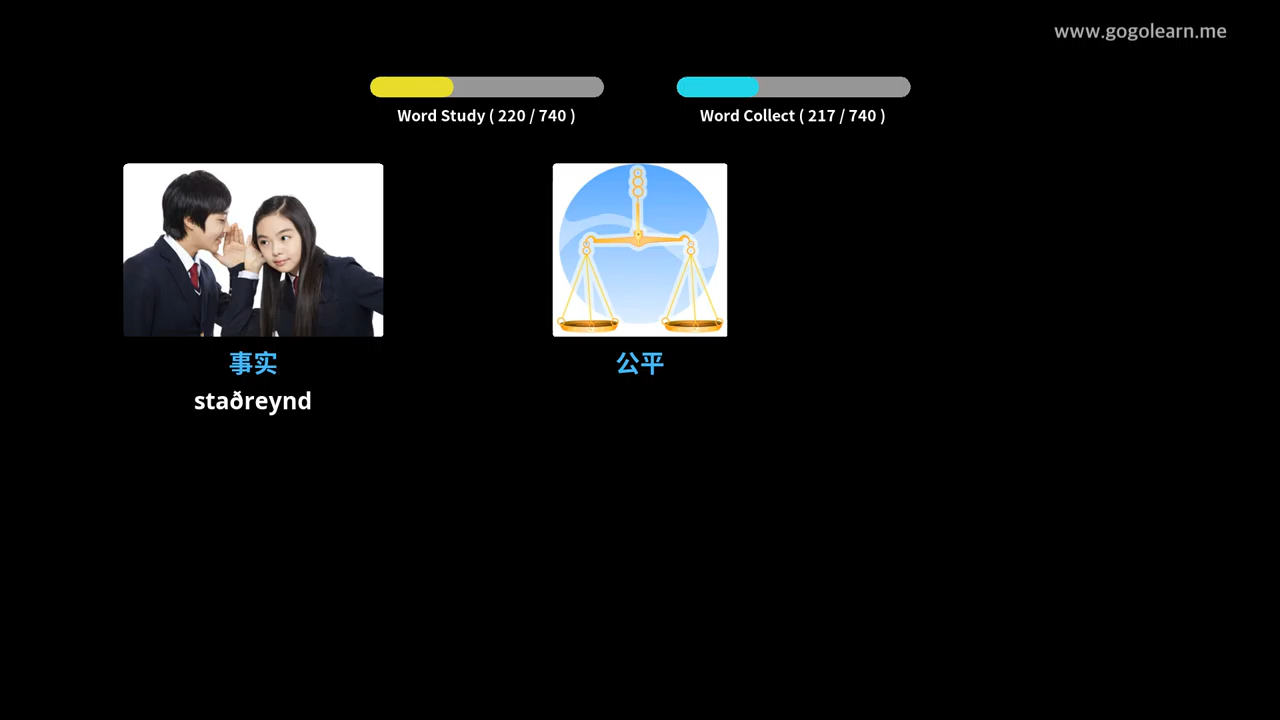 www.gogolearn.me
Word Study ( 220 / 740 )
Word Collect ( 217 / 740 )
事实
staðreynd
公平